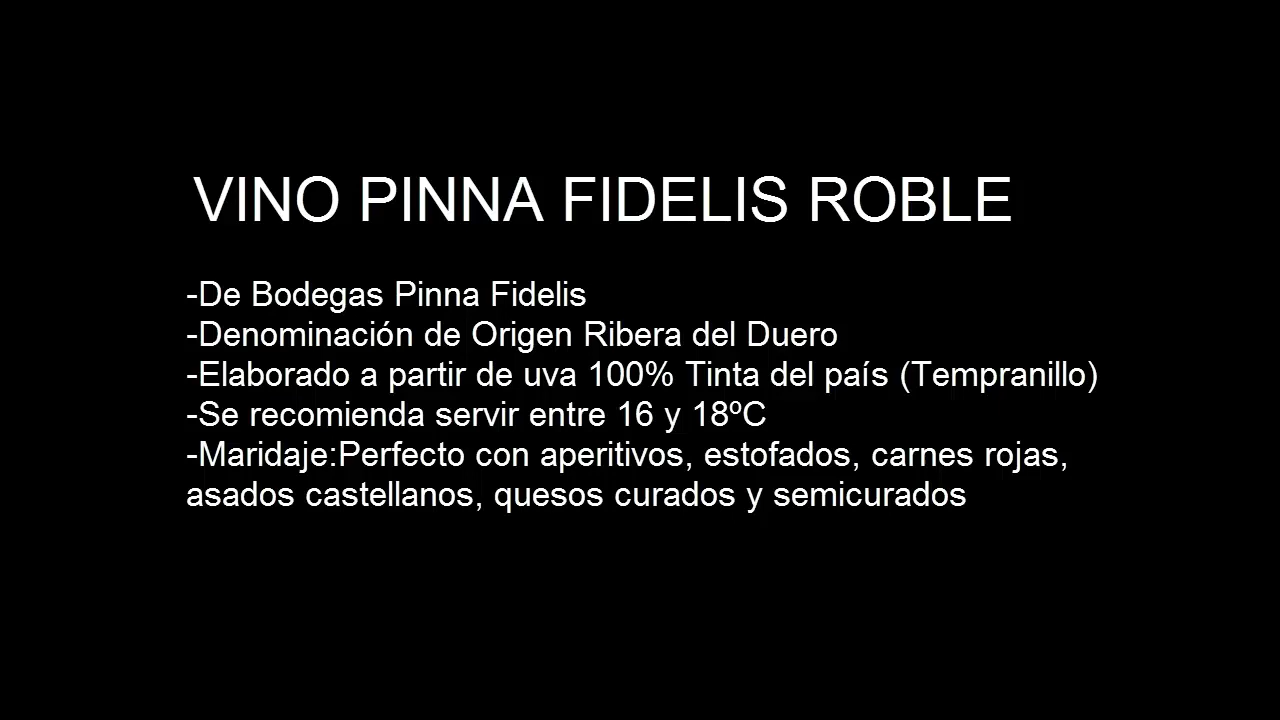 VINO PINNA FIDELIS ROBLE
-De Bodegas Pinna Fidelis
-Denominación de Origen Ribera del Duero
-Elaborado a partir de uva 100% Tinta del país (Tempranillo)
-Se recomienda servir entre 16 y 18ºC
-Maridaje:Perfecto con aperitivos, estofados, carnes rojas,
asados castellanos, quesos curados y semicurados